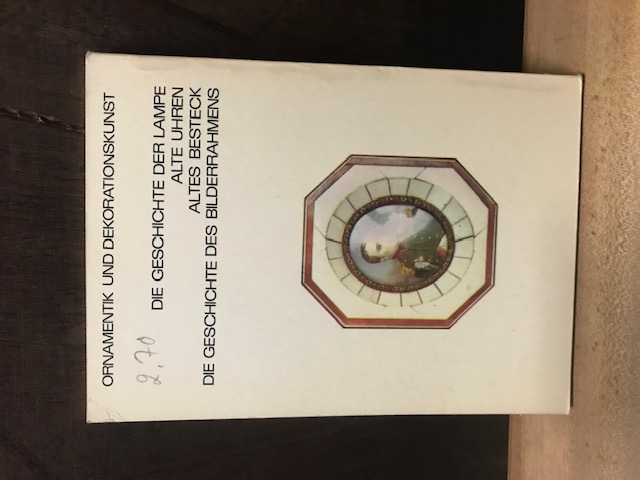 ORNAMENTIK UND DEKORATIONSKUNST
DIE GESCHICHTE DER LAMPE
ALTE UHREN
ALTES BESTECK
DIE GESCHICHTE DES BILDERRAHMENS
2,70